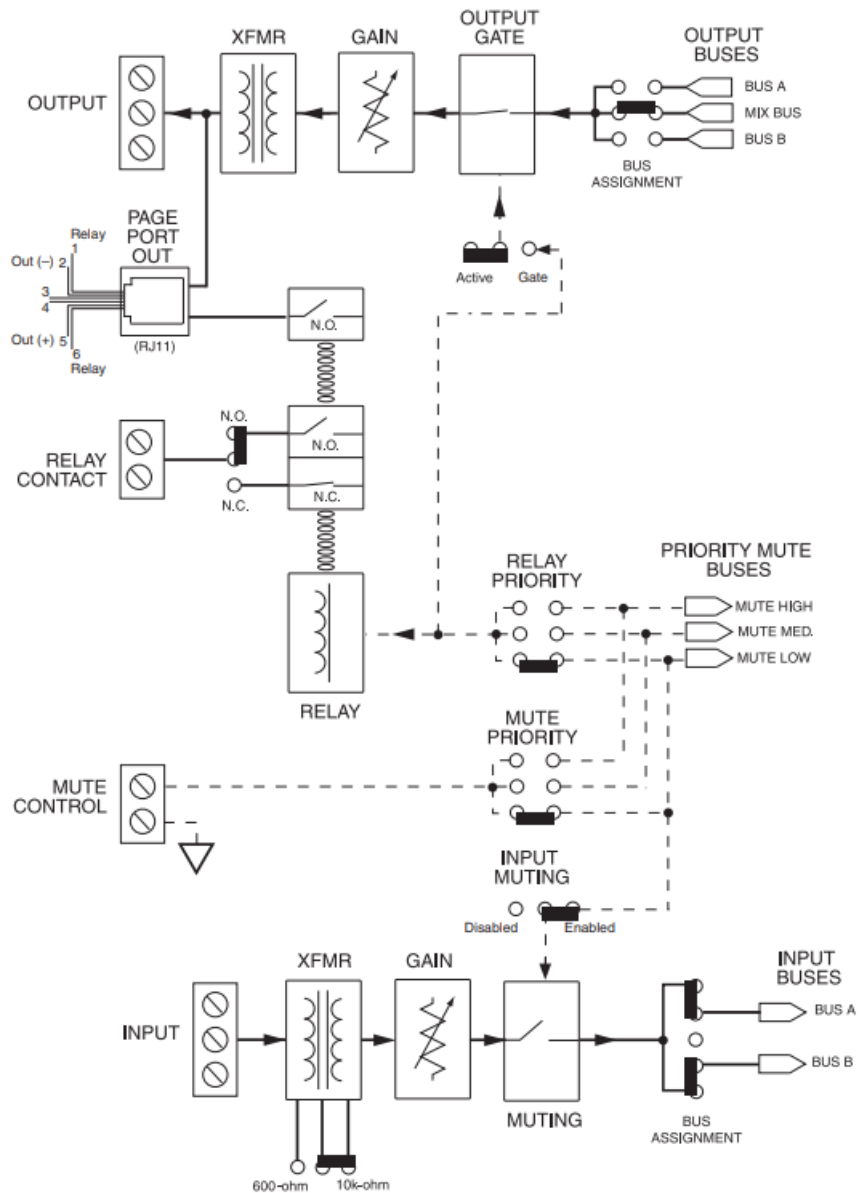 OUTPUT
GATE
XFMR
GAIN
OUTPUT
BUSES
BUS A
MIX BUS
BUS B
OUTPUT
BUS
ASSIGNMENT
PAGE
PORT
OUT
Relay
1
Out (–) 2
3
4
Out (+) 5
6
Relay
(RJ11)
Active
Gate
N.O.
N.O.
N.O.
N.C.
N.C.
RELAY
CONTACT
RELAY
PRIORITY
PRIORITY MUTE
BUSES
MUTE HIGH
MUTE MED.
MUTE LOW
RELAY
MUTE
PRIORITY
MUTE
CONTROL
INPUT
MUTING
Disabled
Enabled
XFMR
GAIN
INPUT
BUSES
BUS A
INPUT
BUS B
MUTING
BUS
ASSIGNMENT
600-ohm
10k-ohm